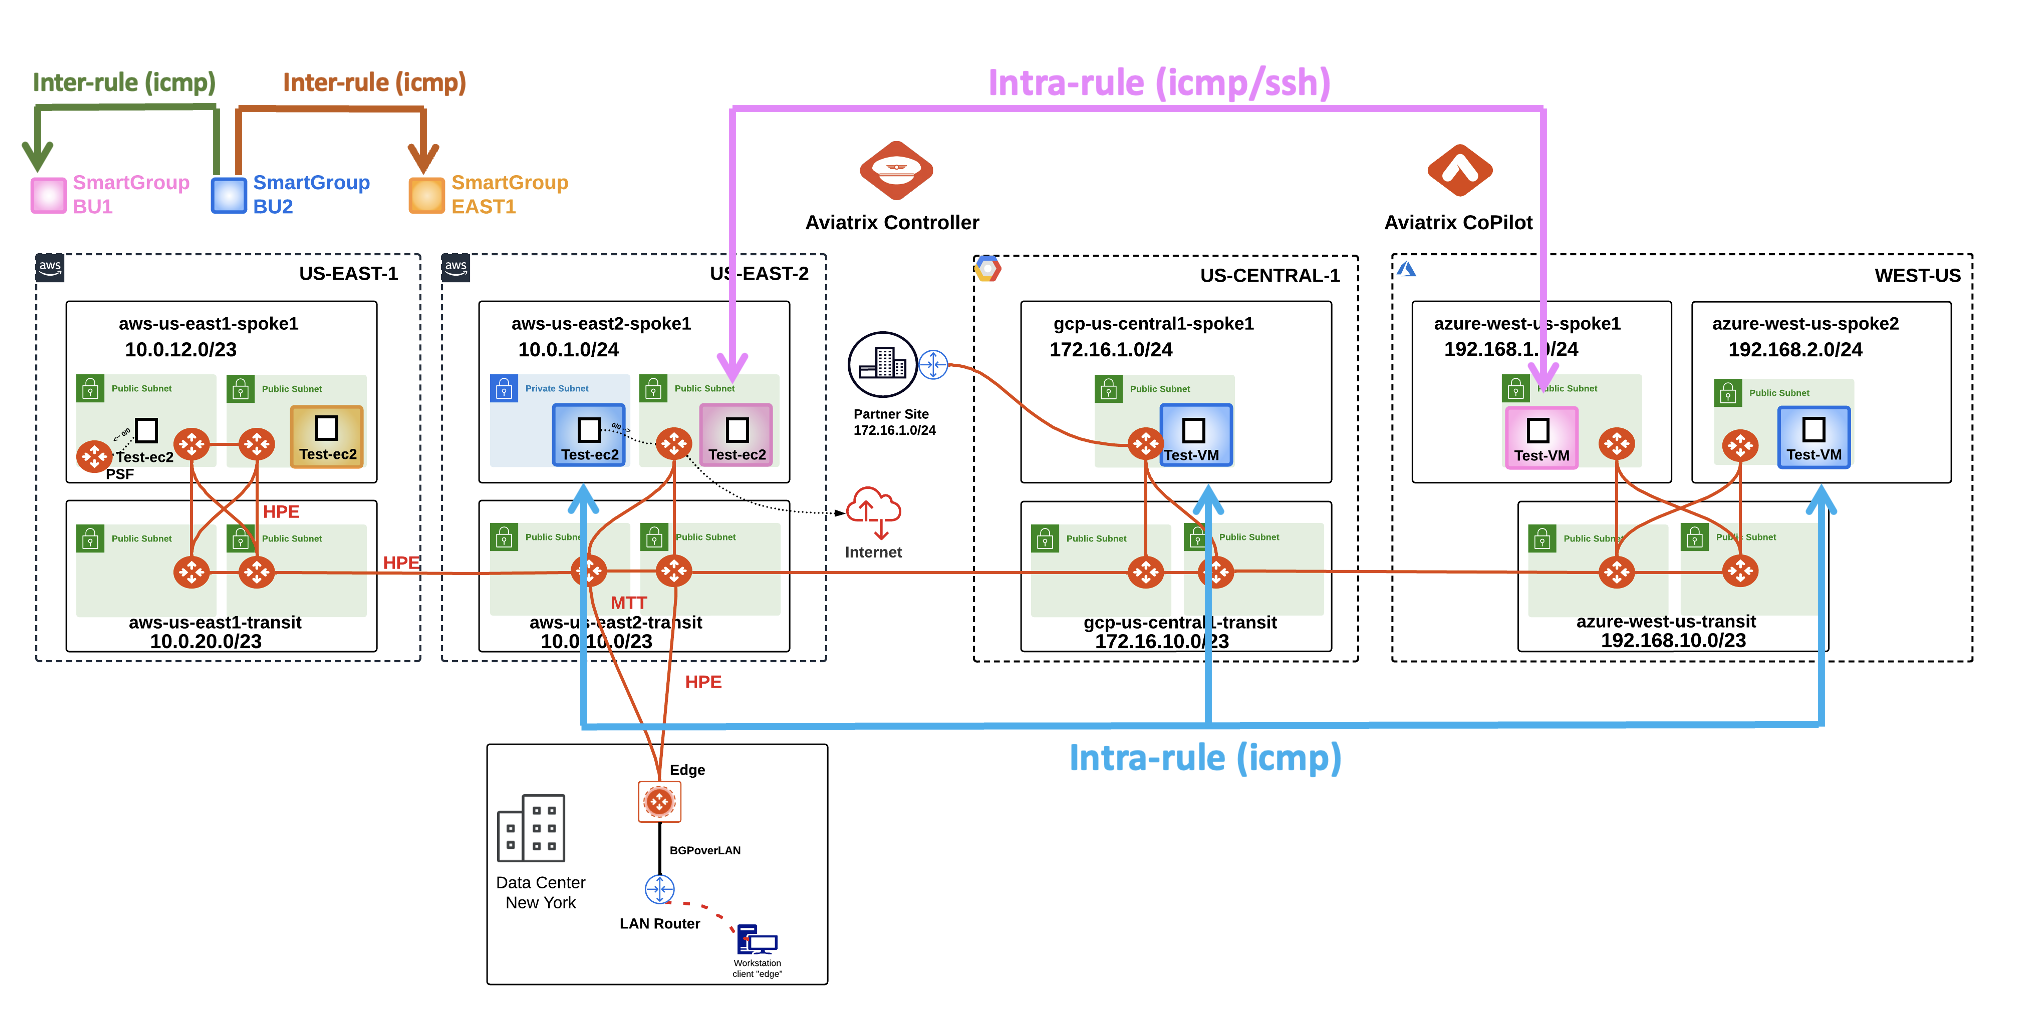 Inter-rule (icmp)
Inter-rule (icmp)
Intra-rule (icmp/ssh)
SmartGroup
BU1
SmartGroup
BU2
SmartGroup
EAST1
Aviatrix Controller
Aviatrix CoPilot
aws
US-EAST-1
aws-us-east1-spoke1
10.0.12.0/23
Public Subnet
Public Subnet
0/0
Test-ec2
PSF
Test-ec2
HPE
Public Subnet
Public Subnet
aws-us-east1-transit
10.0.20.0/23
HPE
aws
US-EAST-2
aws-us-east2-spoke1
10.0.1.0/24
Private Subnet
Public Subnet
0/0
Test-ec2
Test-ec2
Public Subnet
Public Subnet
MTT
aws-us-east2-transit
10.0.10.0/23
HPE
Partner Site
172.16.1.0/24
Internet
US-CENTRAL-1
gcp-us-central1-spoke1
172.16.1.0/24
Public Subnet
Test-VM
Public Subnet
Public Subnet
gcp-us-central1-transit
172.16.10.0/23
WEST-US
azure-west-us-spoke1
192.168.1.0/24
Public Subnet
Test-VM
azure-west-us-spoke2
192.168.2.0/24
Public Subnet
Test-VM
Public Subnet
Public Subnet
azure-west-us-transit
192.168.10.0/23
Intra-rule (icmp)
Edge
BGPoverLAN
Data Center
New York
LAN Router
Workstation
client "edge"